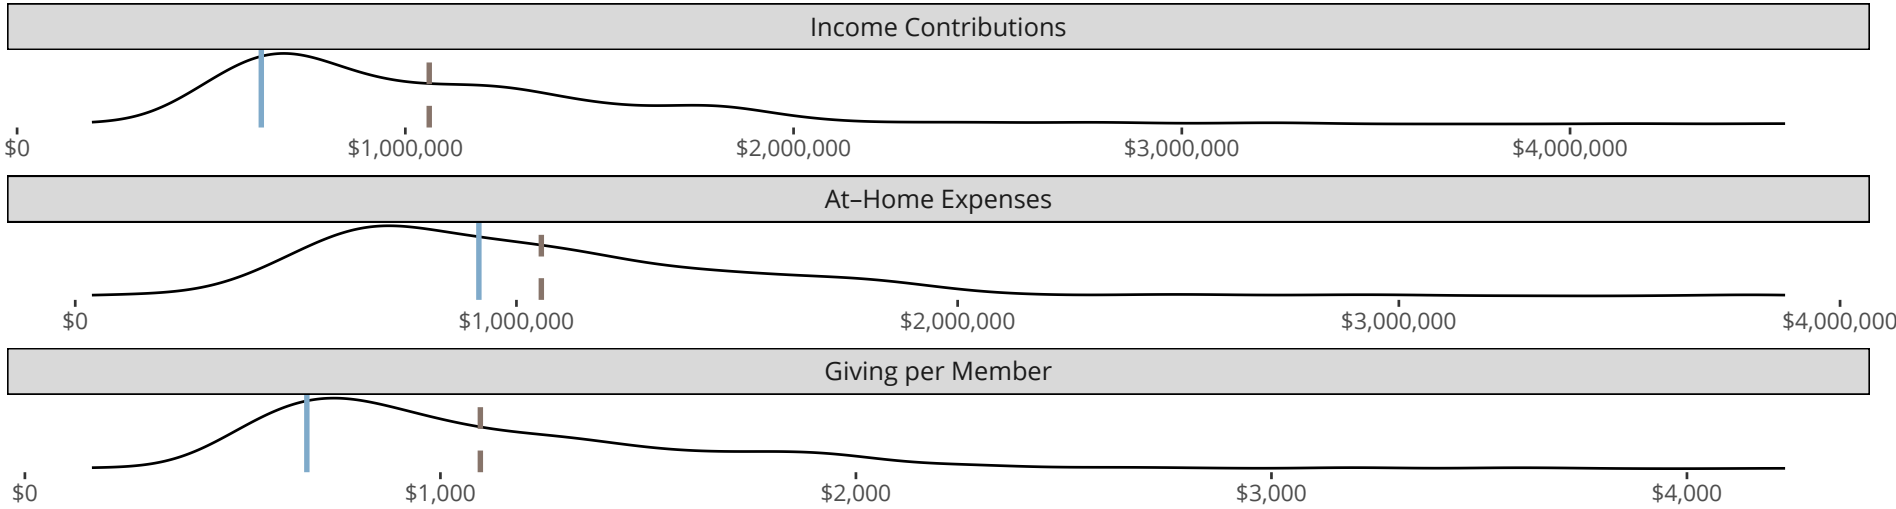 Income Contributions
$0 $1,000,000 $2,000,000 $3,000,000 $4,000,000
At–Home Expenses
$0 $1,000,000 $2,000,000 $3,000,000 $4,000,000
Giving per Member
$0 $1,000 $2,000 $3,000 $4,000